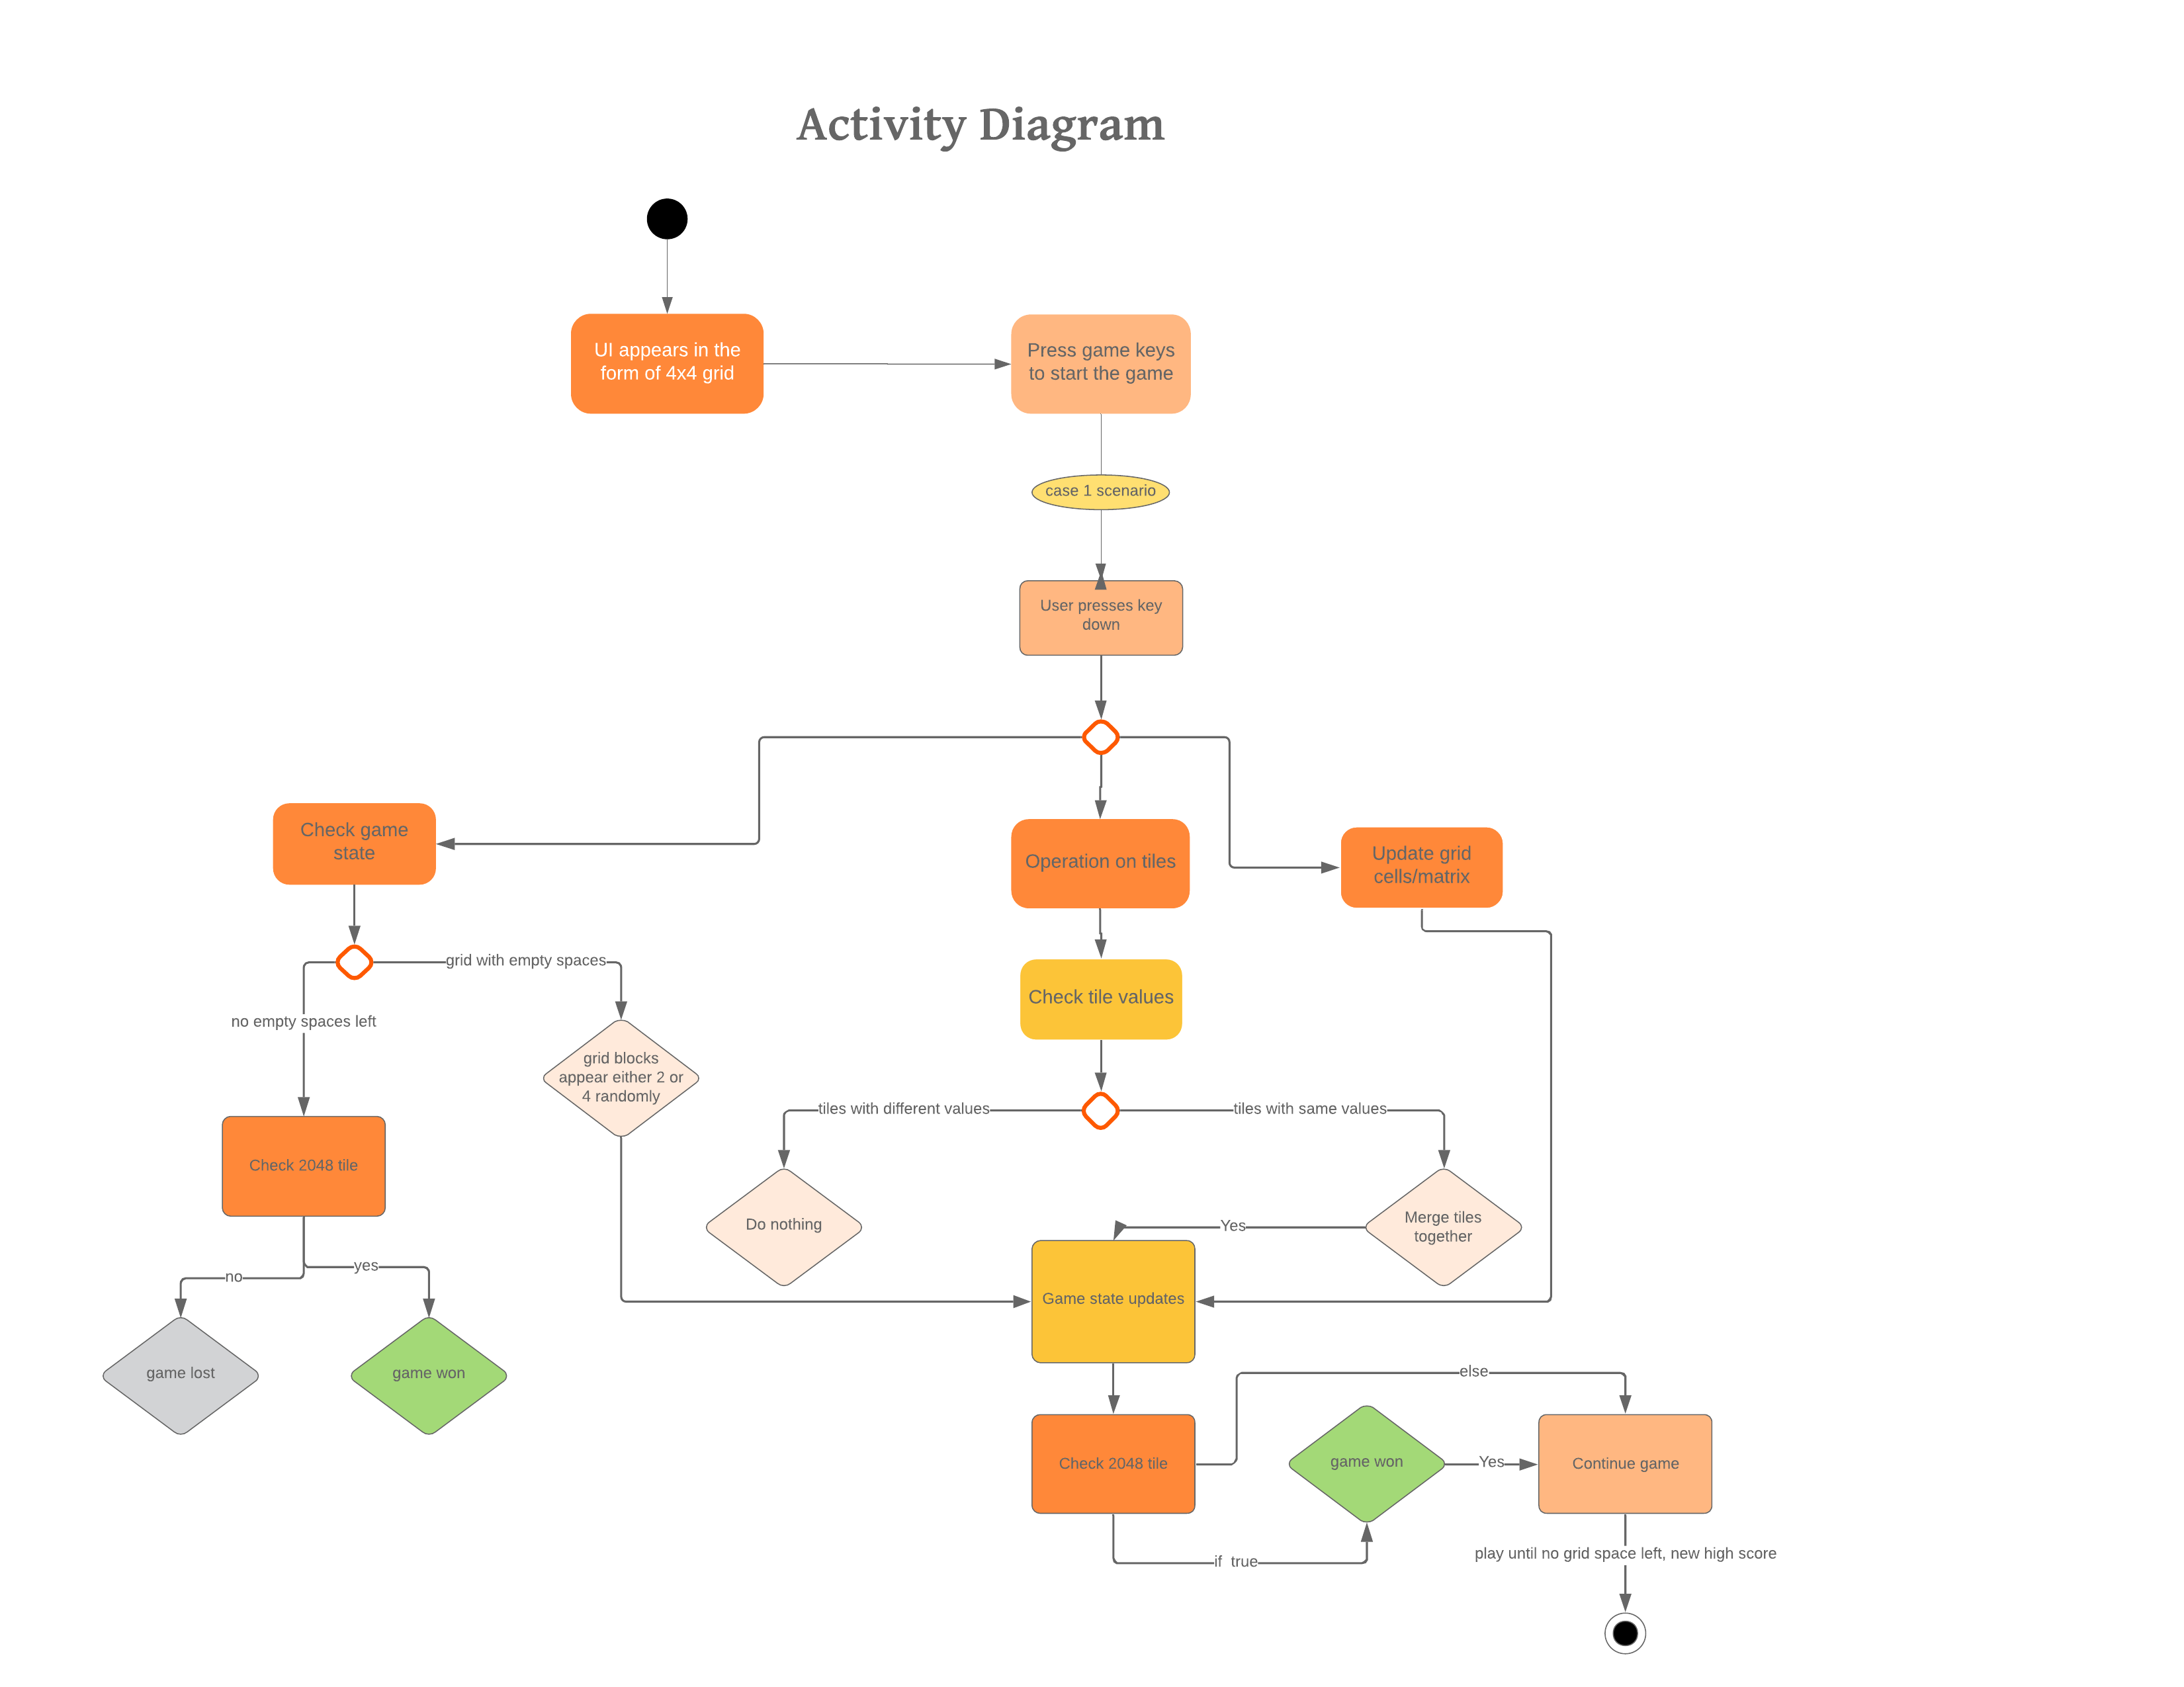 Activity Diagram
UI appears in the
form of 4x4 grid
Press game keys
to start the game
case 1 scenario
User presses key
down
Check game
state
Operation on tiles
Update grid
cells/matrix
grid with empty spaces
no empty spaces left
Check tile values
grid blocks
appear either 2 or
4 randomly
tiles with different values
tiles with same values
Check 2048 tile
Do nothing
Merge tiles
together
Yes
no
yes
Game state updates
game lost
game won
else
Check 2048 tile
game won
Yes
Continue game
if  true
play until no grid space left, new high score